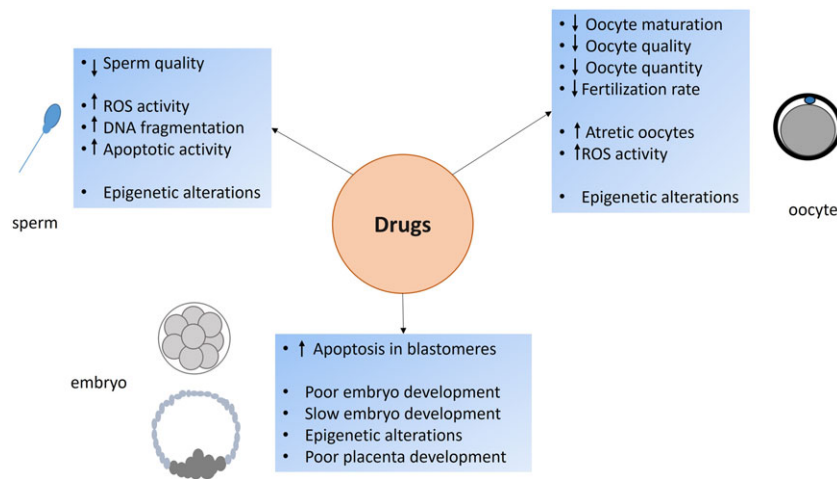 • ↓ Sperm quality
• ↑ ROS activity
• ↑ DNA fragmentation
• ↑ Apoptotic activity
• Epigenetic alterations
sperm
• ↓ Oocyte maturation
• ↓ Oocyte quality
• ↓ Oocyte quantity
• ↓ Fertilization rate
• ↑ Atretic oocytes
• ↑ROS activity
• Epigenetic alterations
oocyte
Drugs
embryo
• ↑ Apoptosis in blastomeres
• Poor embryo development
• Slow embryo development
• Epigenetic alterations
• Poor placenta development